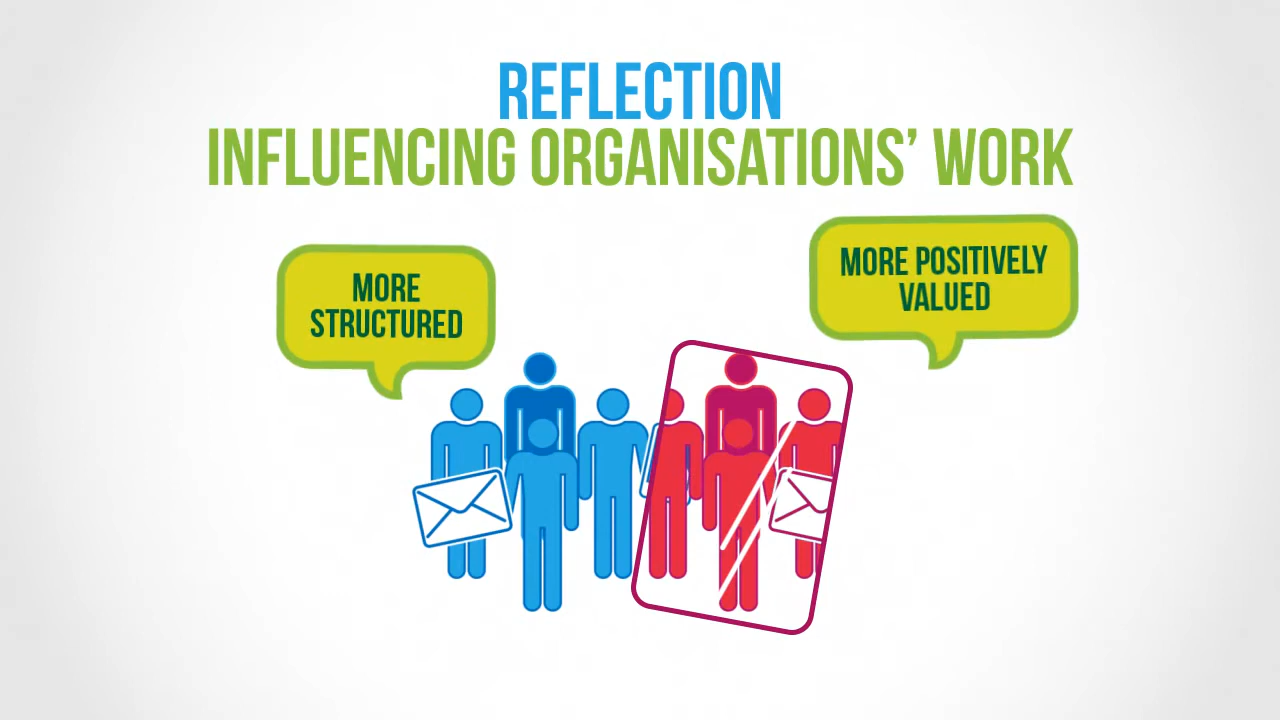 REFLECTION
INFLUENCING ORGANISATIONS’ WORK
MORE
STRUCTURED
MORE POSITIVELY
VALUED